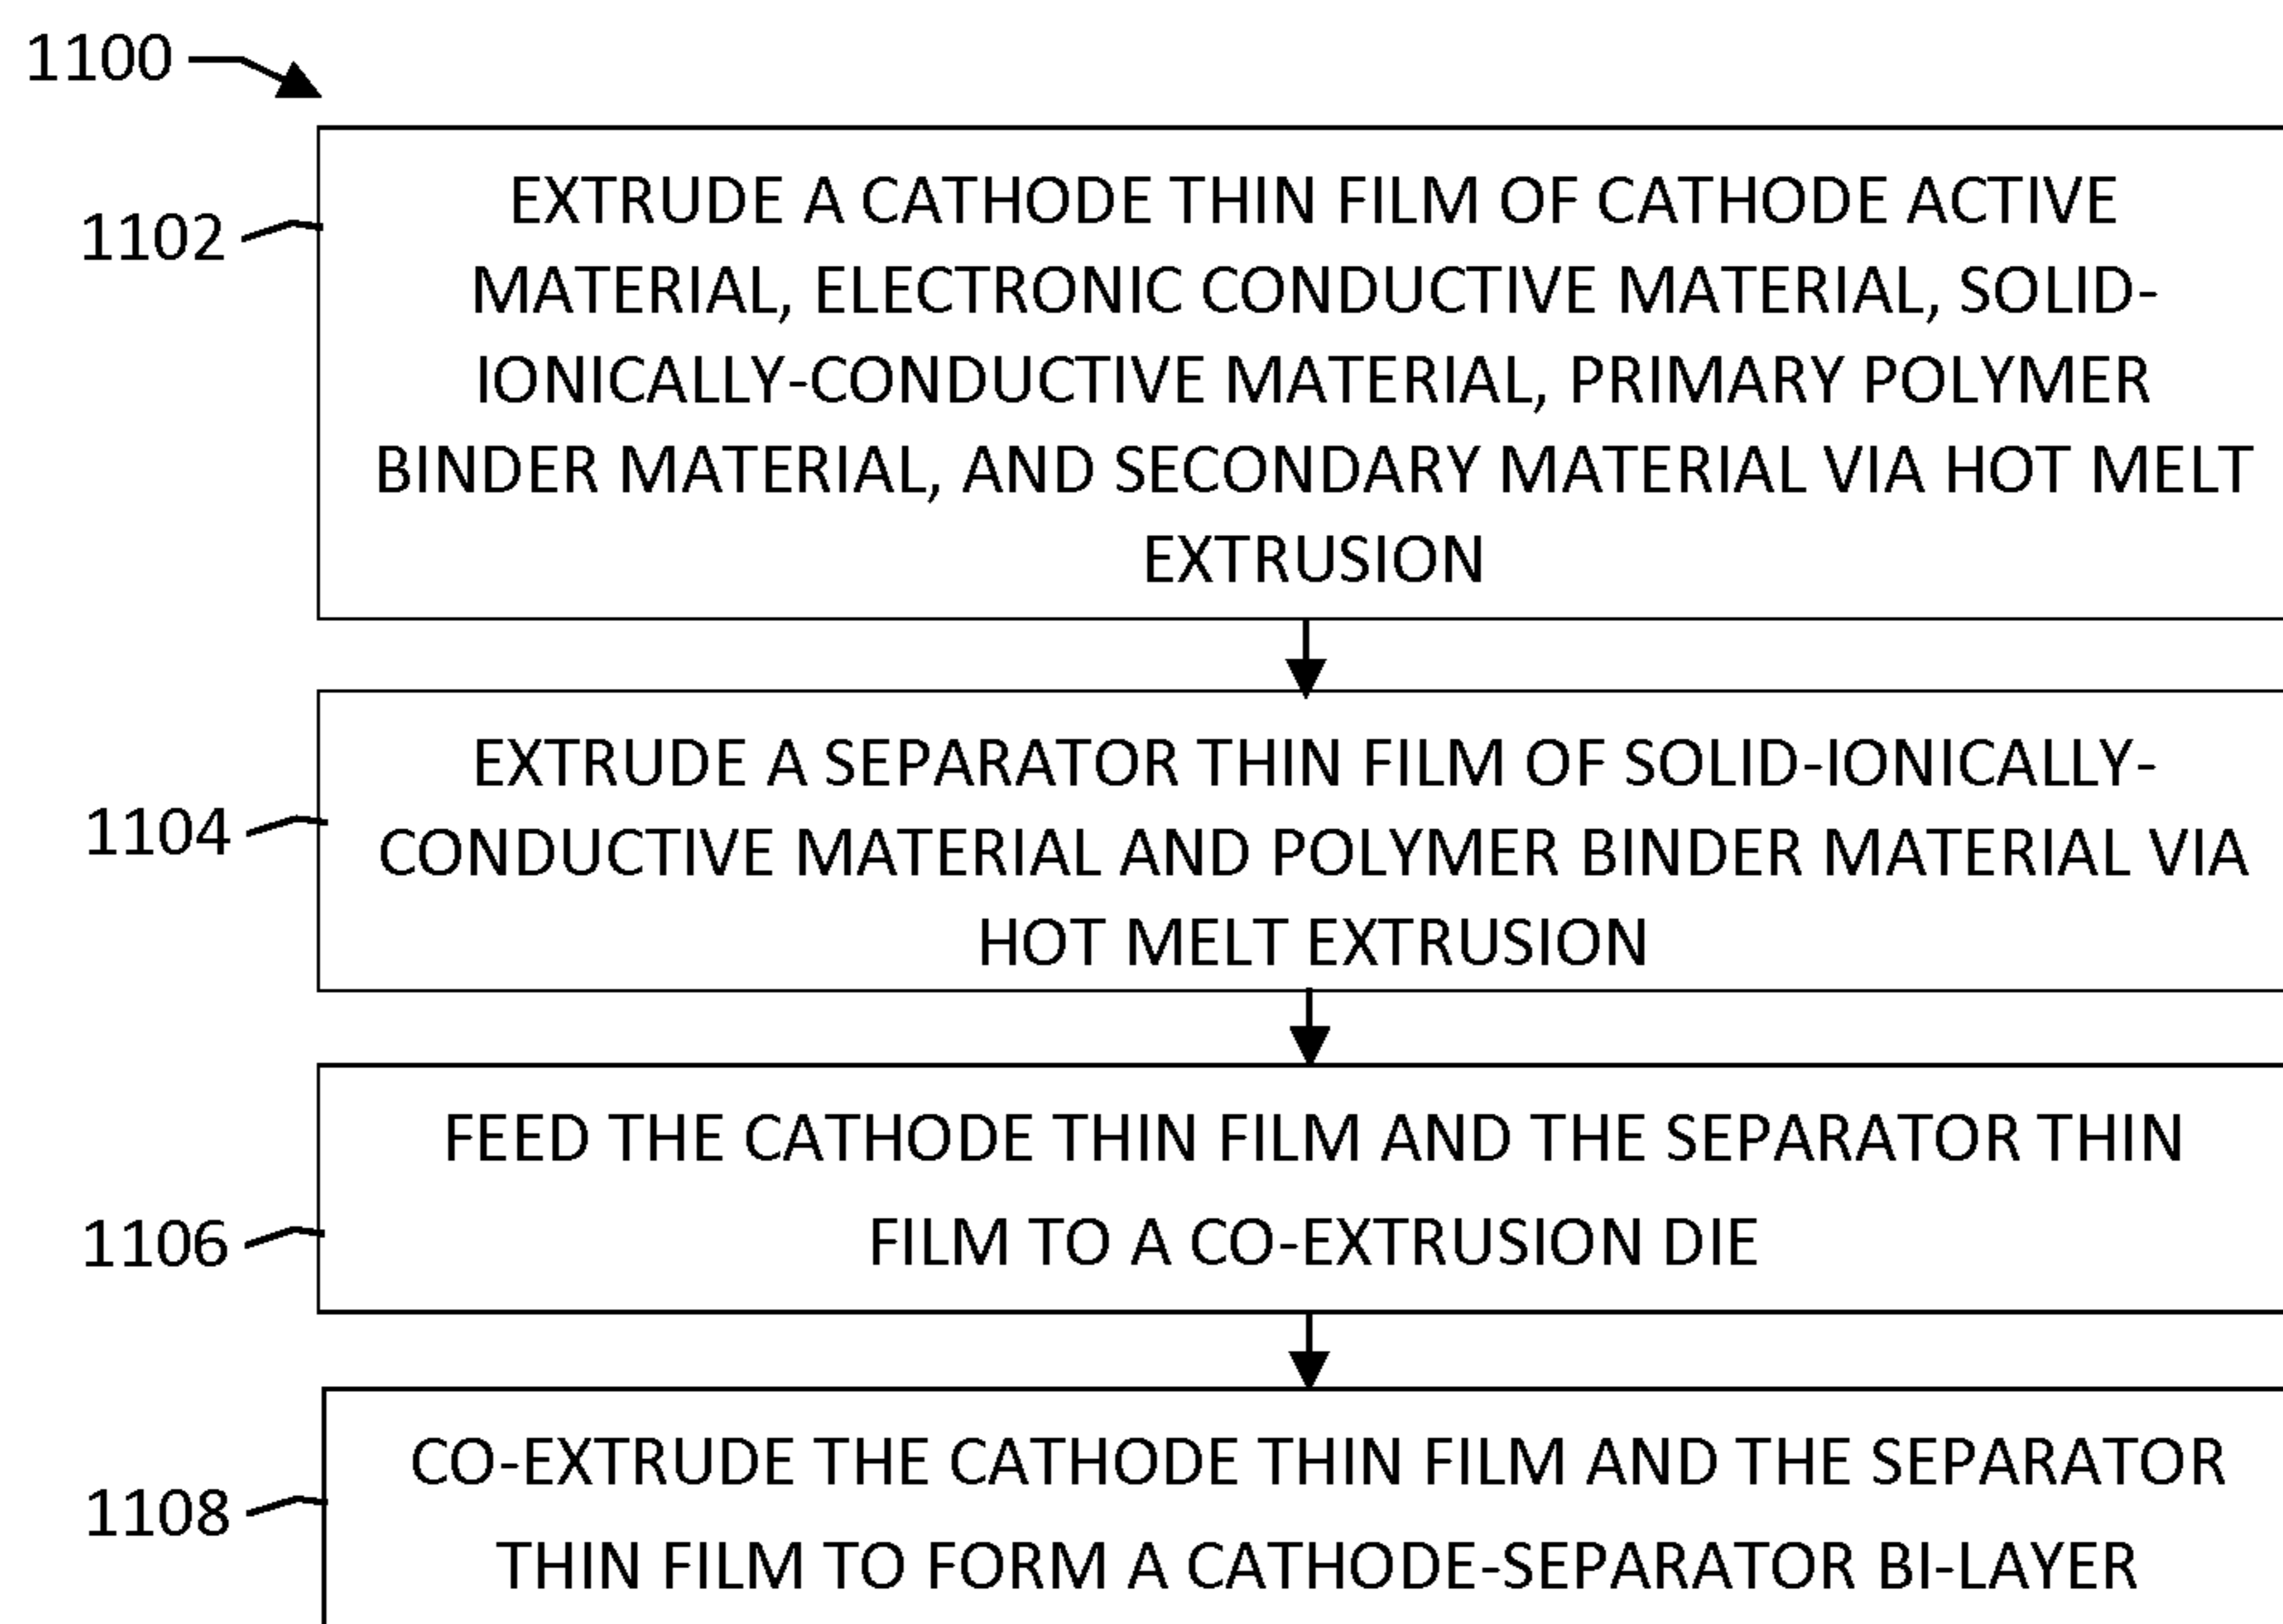 1100
1102
EXTRUDE A CATHODE THIN FILM OF CATHODE ACTIVE
MATERIAL, ELECTRONIC CONDUCTIVE MATERIAL, SOLID-
IONICALLY-CONDUCTIVE MATERIAL, PRIMARY POLYMER
BINDER MATERIAL, AND SECONDARY MATERIAL VIA HOT MELT
EXTRUSION
1104
EXTRUDE A SEPARATOR THIN FILM OF SOLID-IONICALLY-
CONDUCTIVE MATERIAL AND POLYMER BINDER MATERIAL VIA
HOT MELT EXTRUSION
1106
FEED THE CATHODE THIN FILM AND THE SEPARATOR THIN
FILM TO A CO-EXTRUSION DIE
1108
CO-EXTRUDE THE CATHODE THIN FILM AND THE SEPARATOR
THIN FILM TO FORM A CATHODE-SEPARATOR BI-LAYER